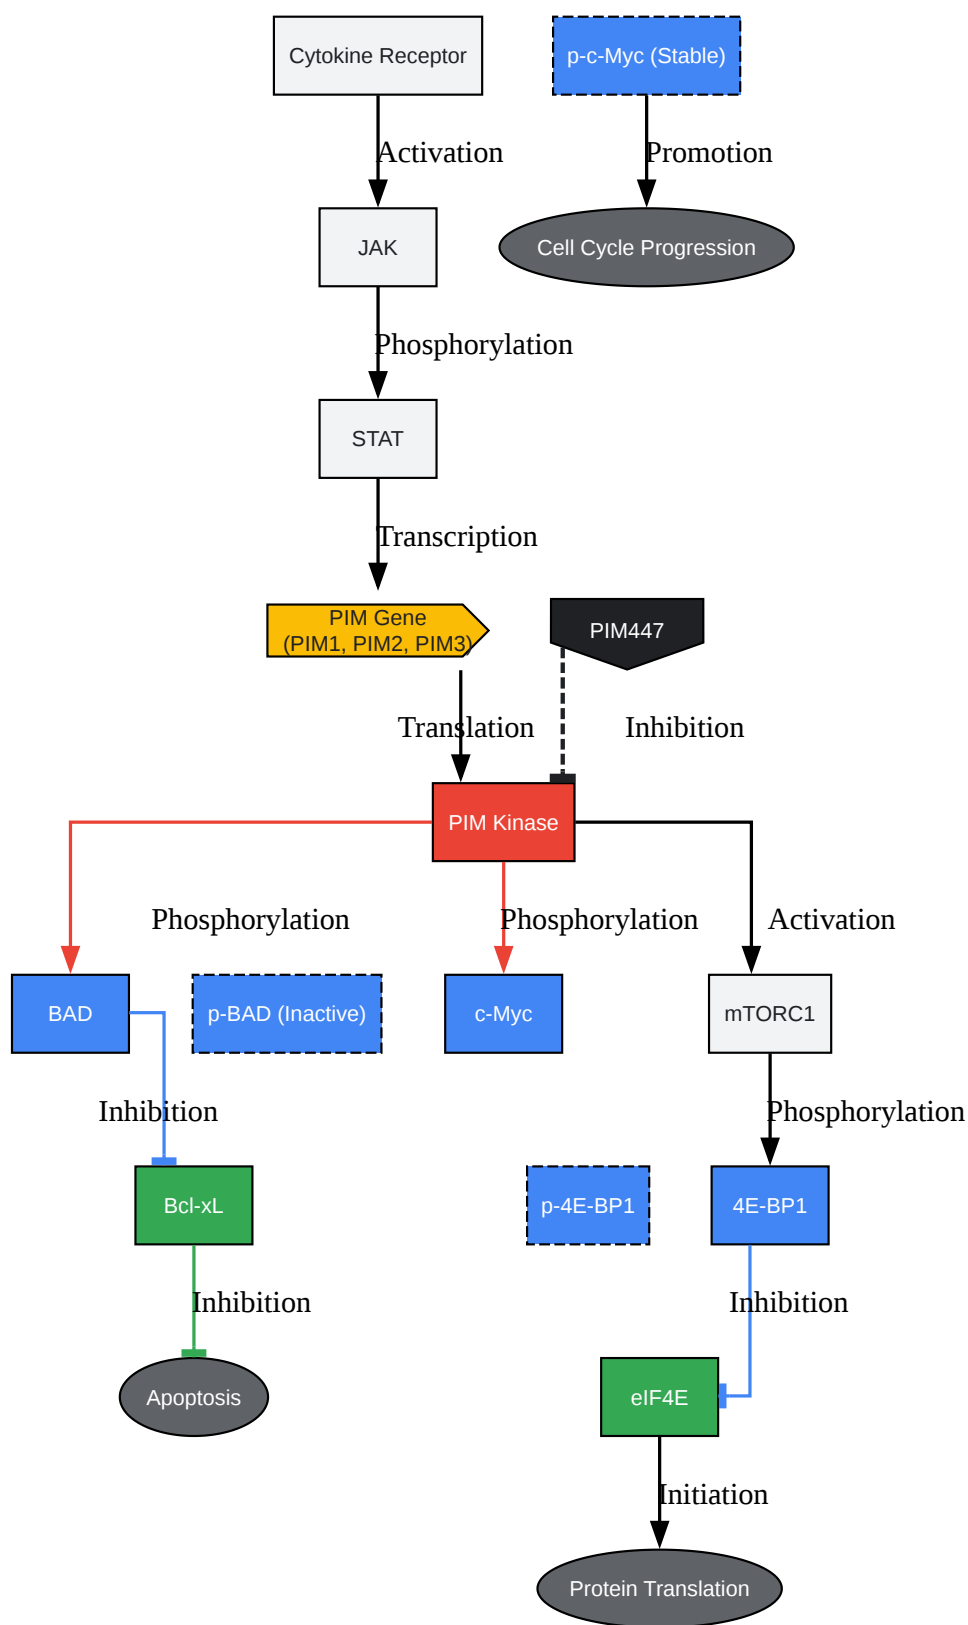 Cytokine Receptor
p-c-Myc (Stable)
Activation
Promotion
JAK
Cell Cycle Progression
Phosphorylation
STAT
Transcription
PIM Gene
(PIM1, PIM2, PIM3)
PIM447
Translation
Inhibition
PIM Kinase
Phosphorylation
Phosphorylation
Activation
BAD
p-BAD (Inactive)
c-Myc
mTORC1
Inhibition
Phosphorylation
Bcl-xL
p-4E-BP1
4E-BP1
Inhibition
Inhibition
Apoptosis
eIF4E
Initiation
Protein Translation